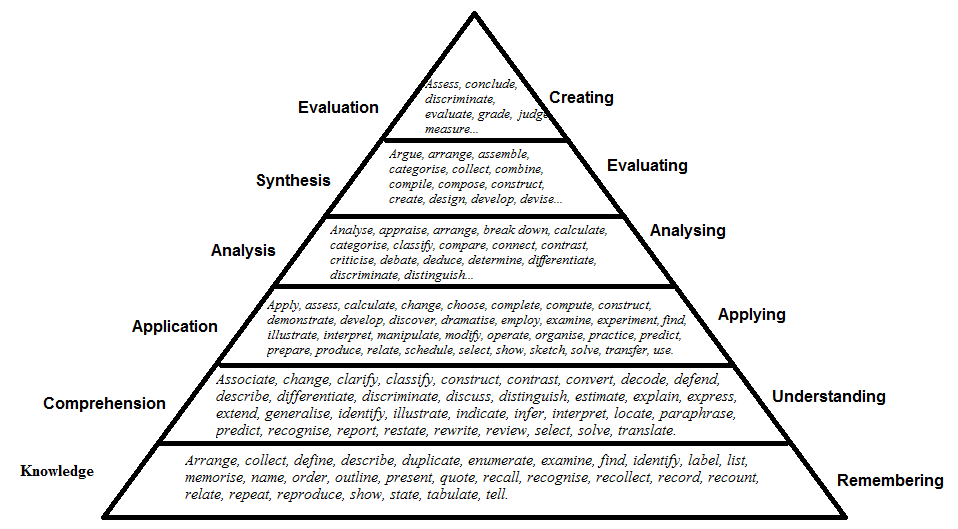 Assess, conclude,
discriminate,
Evaluation
evaluate, grade, judge
measure...
Creating
Argue, arrange, assemble,
categorise, collect, combine,
compile, compose, construct,
create, design, develop, devise...
Synthesis
Evaluating
Analyse, appraise, arrange, break down, calculate,
categorise, classify, compare, connect, contrast,
criticise, debate, deduce, determine, differentiate,
discriminate, distinguish...
Analysis
Analysing
Apply, assess, calculate, change, choose, complete, compute, construct,
demonstrate, develop, discover, dramatise, employ, examine, experiment, find,
illustrate, interpret, manipulate, modify, operate, organise, practice, predict,
prepare, produce, relate, schedule, select, show, sketch, solve, transfer, use.
Application
Applying
Associate, change, clarify, classify, construct, contrast, convert, decode, defend,
describe, differentiate, discriminate, discuss, distinguish, estimate, explain, express,
extend, generalise, identify, illustrate, indicate, infer, interpret, locate, paraphrase,
predict, recognise, report, restate, rewrite, review, select, solve, translate.
Comprehension
Understanding
Arrange, collect, define, describe, duplicate, enumerate, examine, find, identify, label, list,
memorise, name, order, outline, present, quote, recall, recognise, recollect, record, recount,
relate, repeat, reproduce, show, state, tabulate, tell.
Knowledge
Remembering